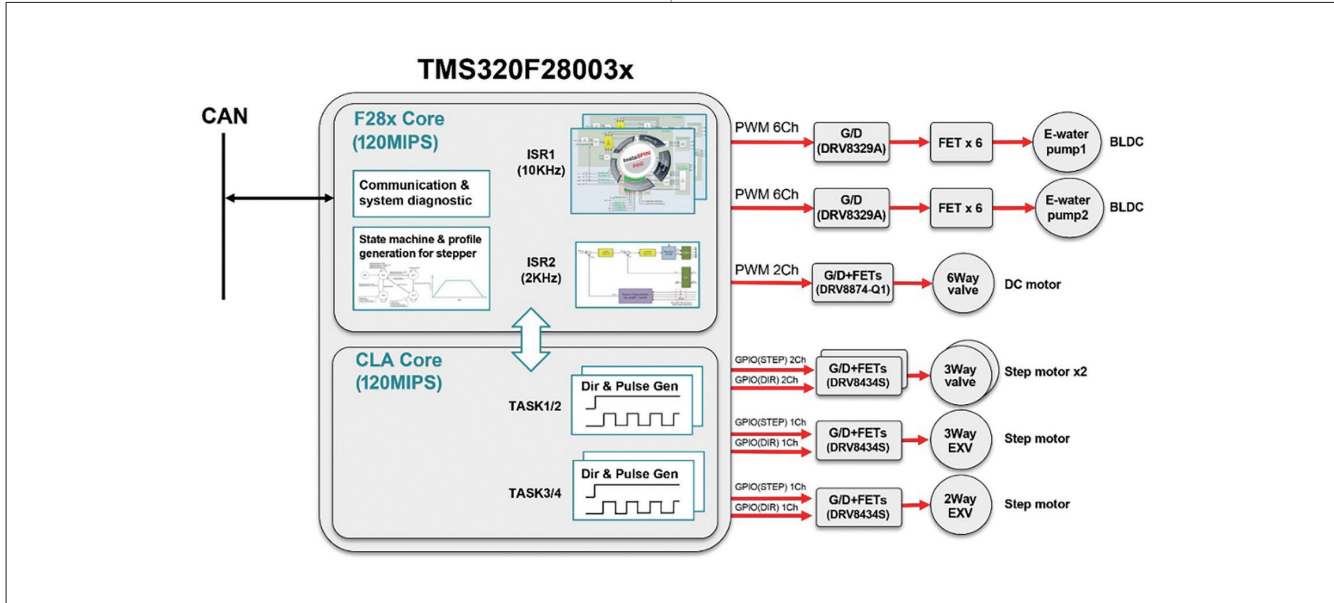 TMS320F28003x
CAN
F28x Core
(120MIPS)
Communication &
system diagnostic
State machine & profile
generation for stepper
ISR1
(10KHz)
InstaSPIN
FOC
ISR2
(2KHz)
CLA Core
(120MIPS)
TASK1/2
Dir & Pulse Gen
TASK3/4
Dir & Pulse Gen
PWM 6Ch
G/D
(DRV8329A)
FET x 6
E-water
pump1
BLDC
PWM 6Ch
G/D
(DRV8329A)
FET x 6
E-water
pump2
BLDC
PWM 2Ch
G/D+FETs
(DRV8874-Q1)
6Way
valve
DC motor
GPIO(STEP) 2Ch
GPIO(DIR) 2Ch
G/D+FETs
(DRV8434S)
3Way
valve
Step motor x2
GPIO(STEP) 1Ch
GPIO(DIR) 1Ch
G/D+FETs
(DRV8434S)
3Way
EXV
Step motor
GPIO(STEP) 1Ch
GPIO(DIR) 1Ch
G/D+FETs
(DRV8434S)
2Way
EXV
Step motor